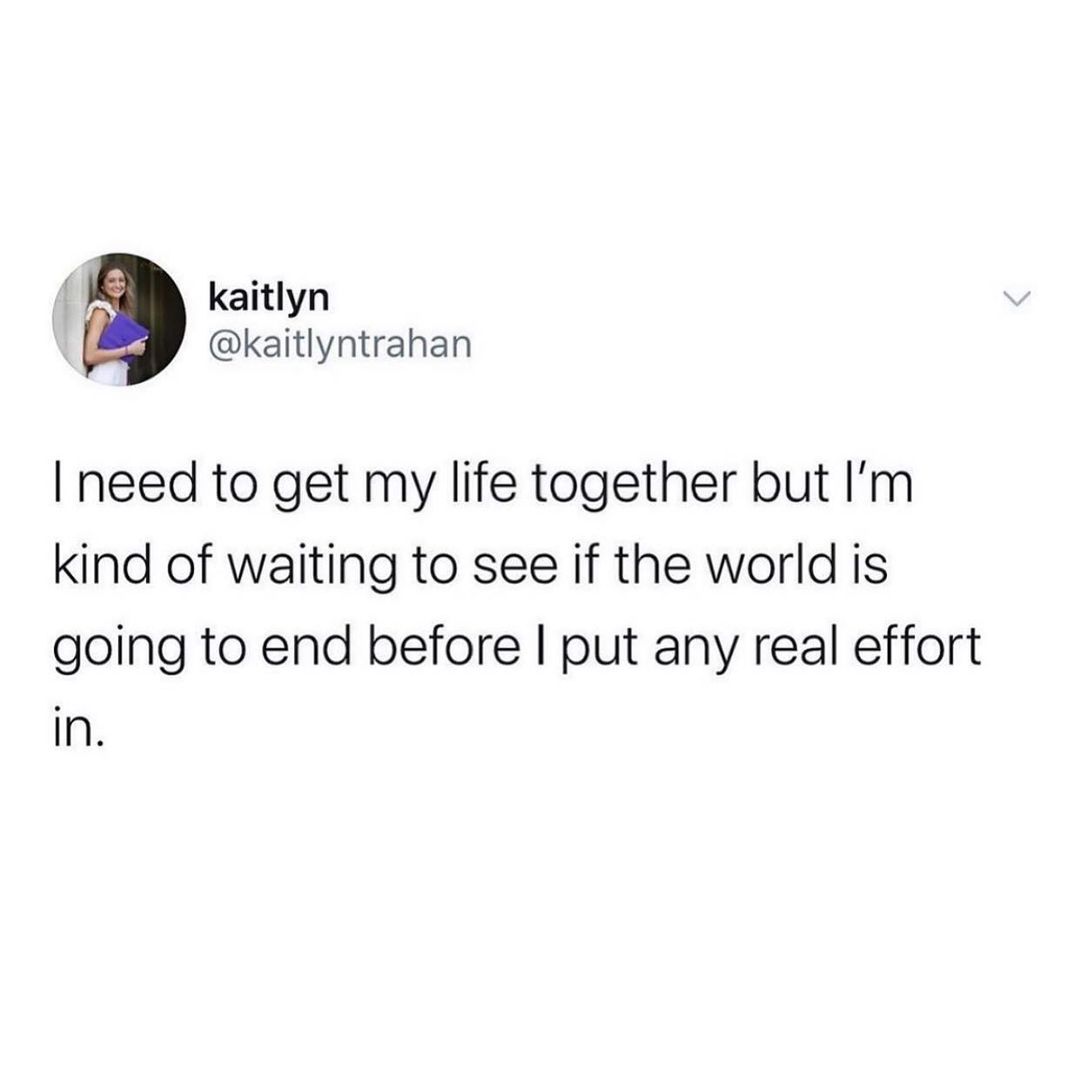 kaitlyn
@kaitlyntrahan
I need to get my life together but I'm
kind of waiting to see if the world is
going to end before I put any real effort
in.